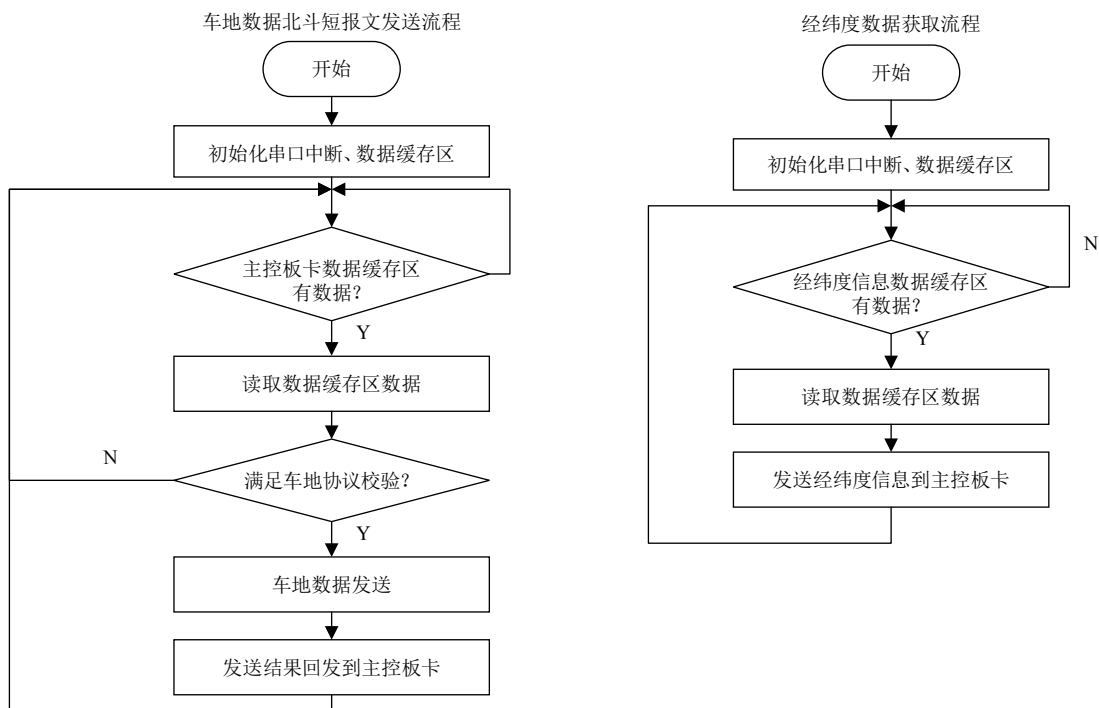 车地数据北斗短报文发送流程
开始
初始化串口中断、数据缓存区
主控板卡数据缓存区
有数据？
Y
读取数据缓存区数据
N
满足车地协议校验？
Y
车地数据发送
发送结果回发到主控板卡
经纬度数据获取流程
开始
初始化串口中断、数据缓存区
N
经纬度信息数据缓存区
有数据？
Y
读取数据缓存区数据
发送经纬度信息到主控板卡